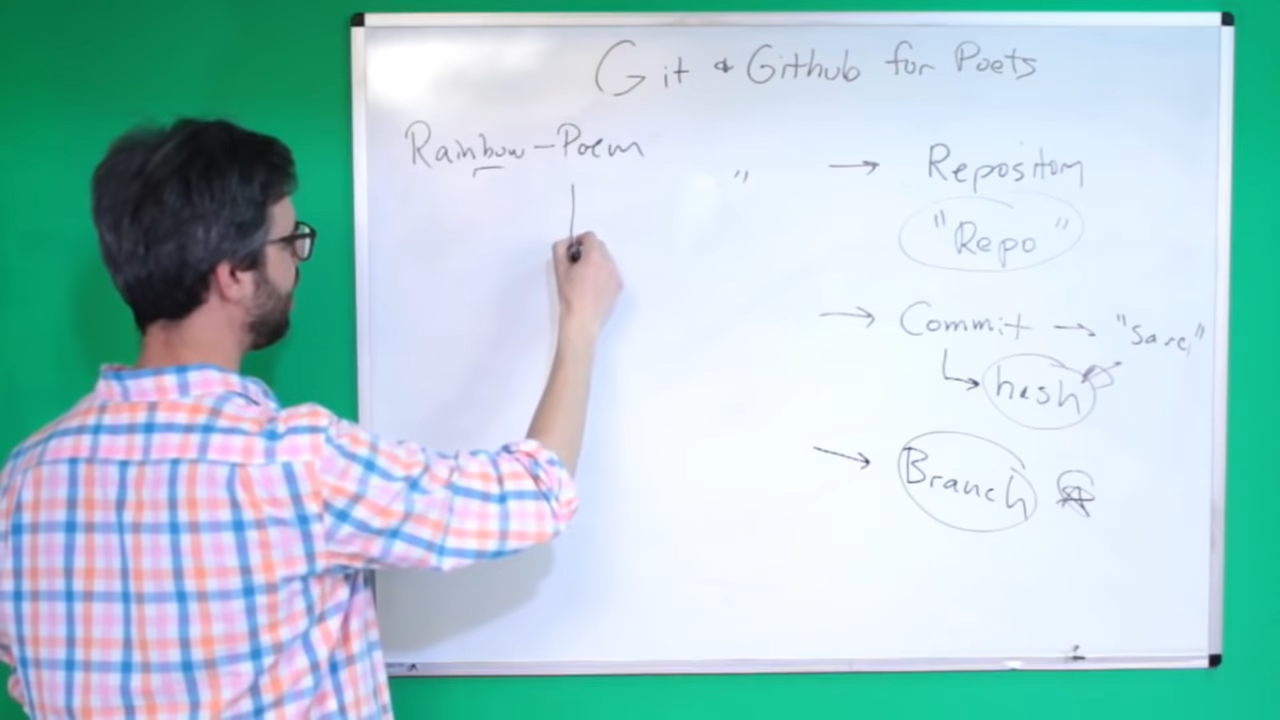 Git & Github for Poets
Rainbow-Poem
" → Repository
"Repo"
→ Commit → "Save"
↳ hash
→ Branch